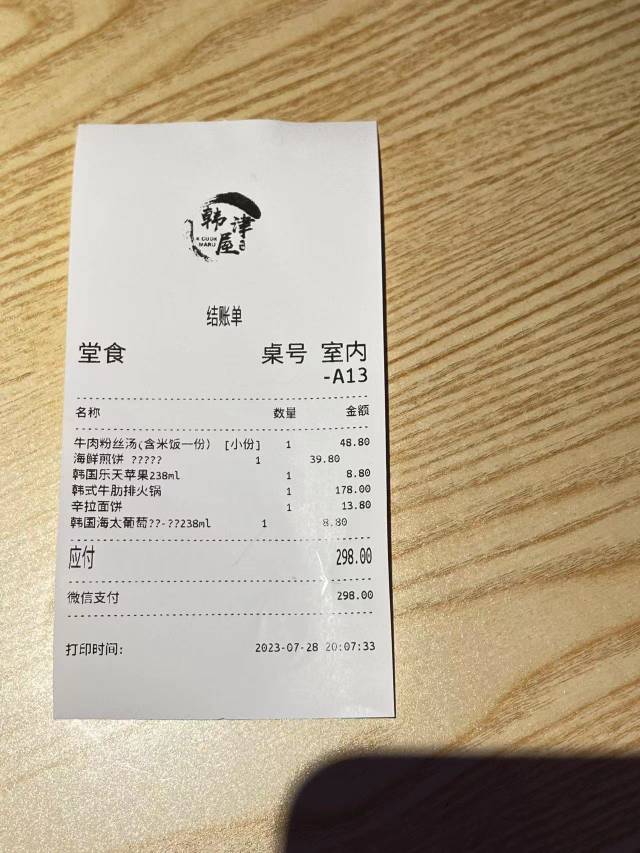 韩津
K COOK
MARU
屋
结账单
堂食 桌号 室内
-A13
名称 数量 金额
牛肉粉丝汤(含米饭一份) [小份] 1 48.80
海鲜煎饼 ????? 1 39.80
韩国乐天苹果238ml 1 8.80
韩式牛肋排火锅 1 178.00
辛拉面饼 1 13.80
韩国海太葡萄??-??238ml 1 8.80
应付 298.00
微信支付 298.00
打印时间: 2023-07-28 20:07:33